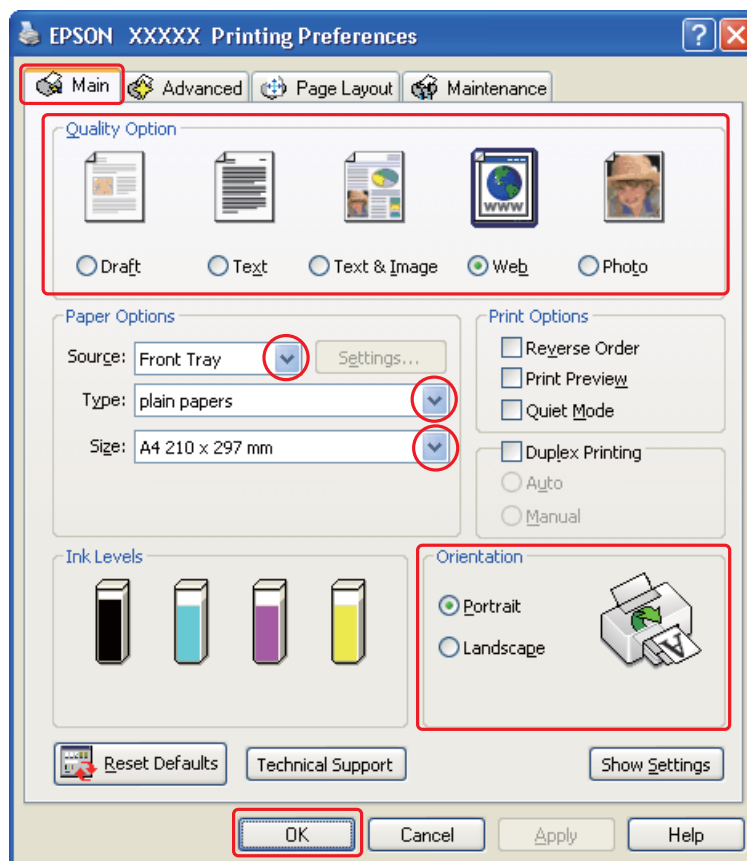 EPSON XXXXX Printing Preferences
Main
Advanced
Page Layout
Maintenance
Quality Option
WWW
Draft
Text
Text & Image
Web
Photo
Paper Options
Source: Front Tray
Settings...
Type: plain papers
Size: A4 210 x 297 mm
Print Options
Reverse Order
Print Preview
Quiet Mode
Duplex Printing
Auto
Manual
Ink Levels
Orientation
Portrait
Landscape
A
Reset Defaults
Technical Support
Show Settings
OK
Cancel
Apply
Help